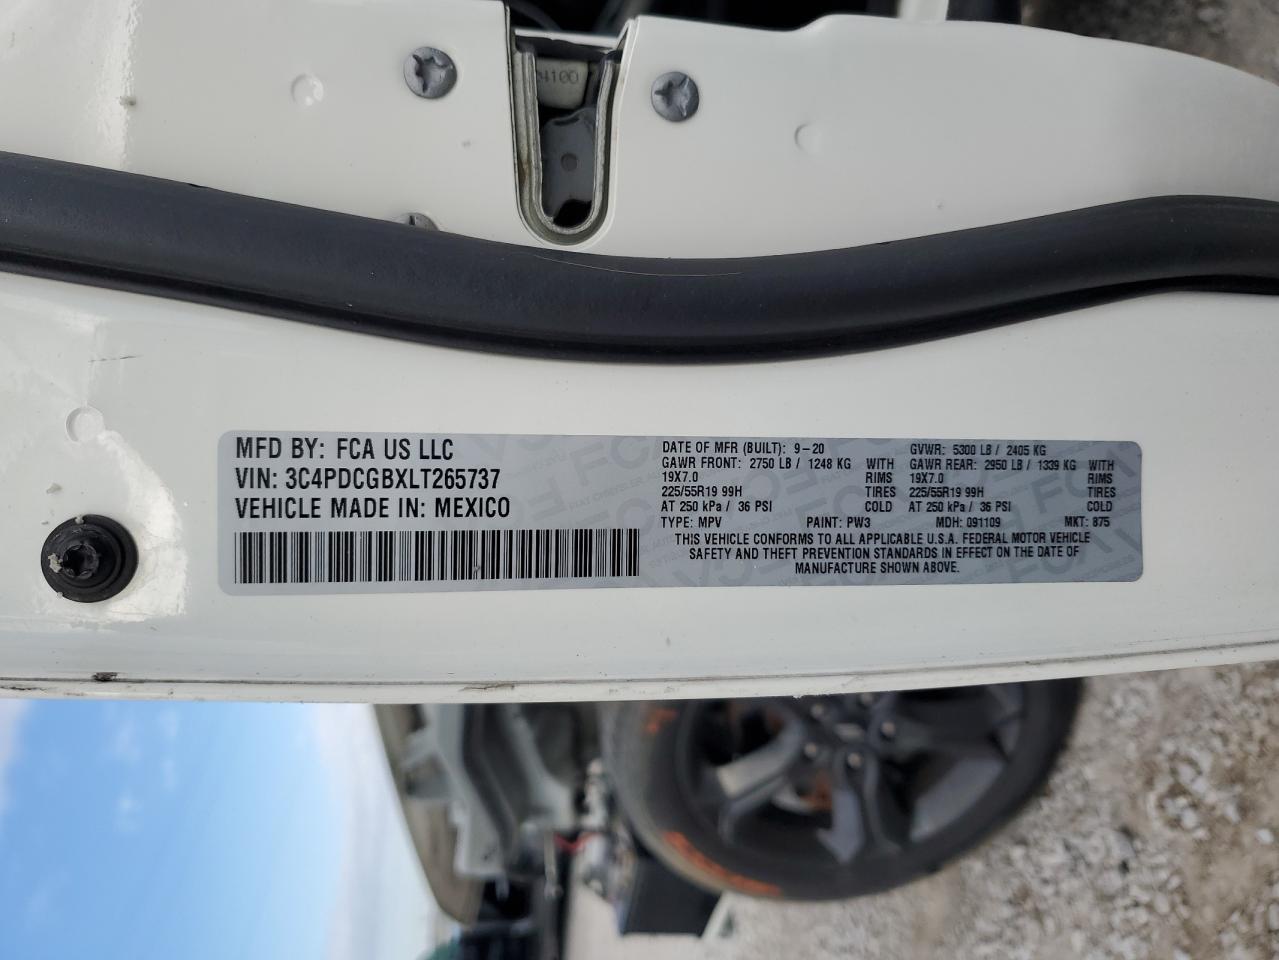 410D
MFD BY: FCA US LLC
VIN: 3C4PDCGBXLT265737
VEHICLE MADE IN: MEXICO
DATE OF MFR (BUILT): 9-20 GVWR: 5300 LB / 2405 KG
GAWR FRONT: 2750 LB / 1248 KG WITH GAWR REAR: 2950 LB / 1339 KG WITH
19X7.0 RIMS 19X7.0 RIMS
225/55R19 99H TIRES 225/55R19 99H TIRES
AT 250 kPa / 36 PSI COLD AT 250 kPa / 36 PSI COLD
TYPE: MPV PAINT: PW3 MDH: 091109 MKT: 875
THIS VEHICLE CONFORMS TO ALL APPLICABLE U.S.A. FEDERAL MOTOR VEHICLE
SAFETY AND THEFT PREVENTION STANDARDS IN EFFECT ON THE DATE OF
MANUFACTURE SHOWN ABOVE.